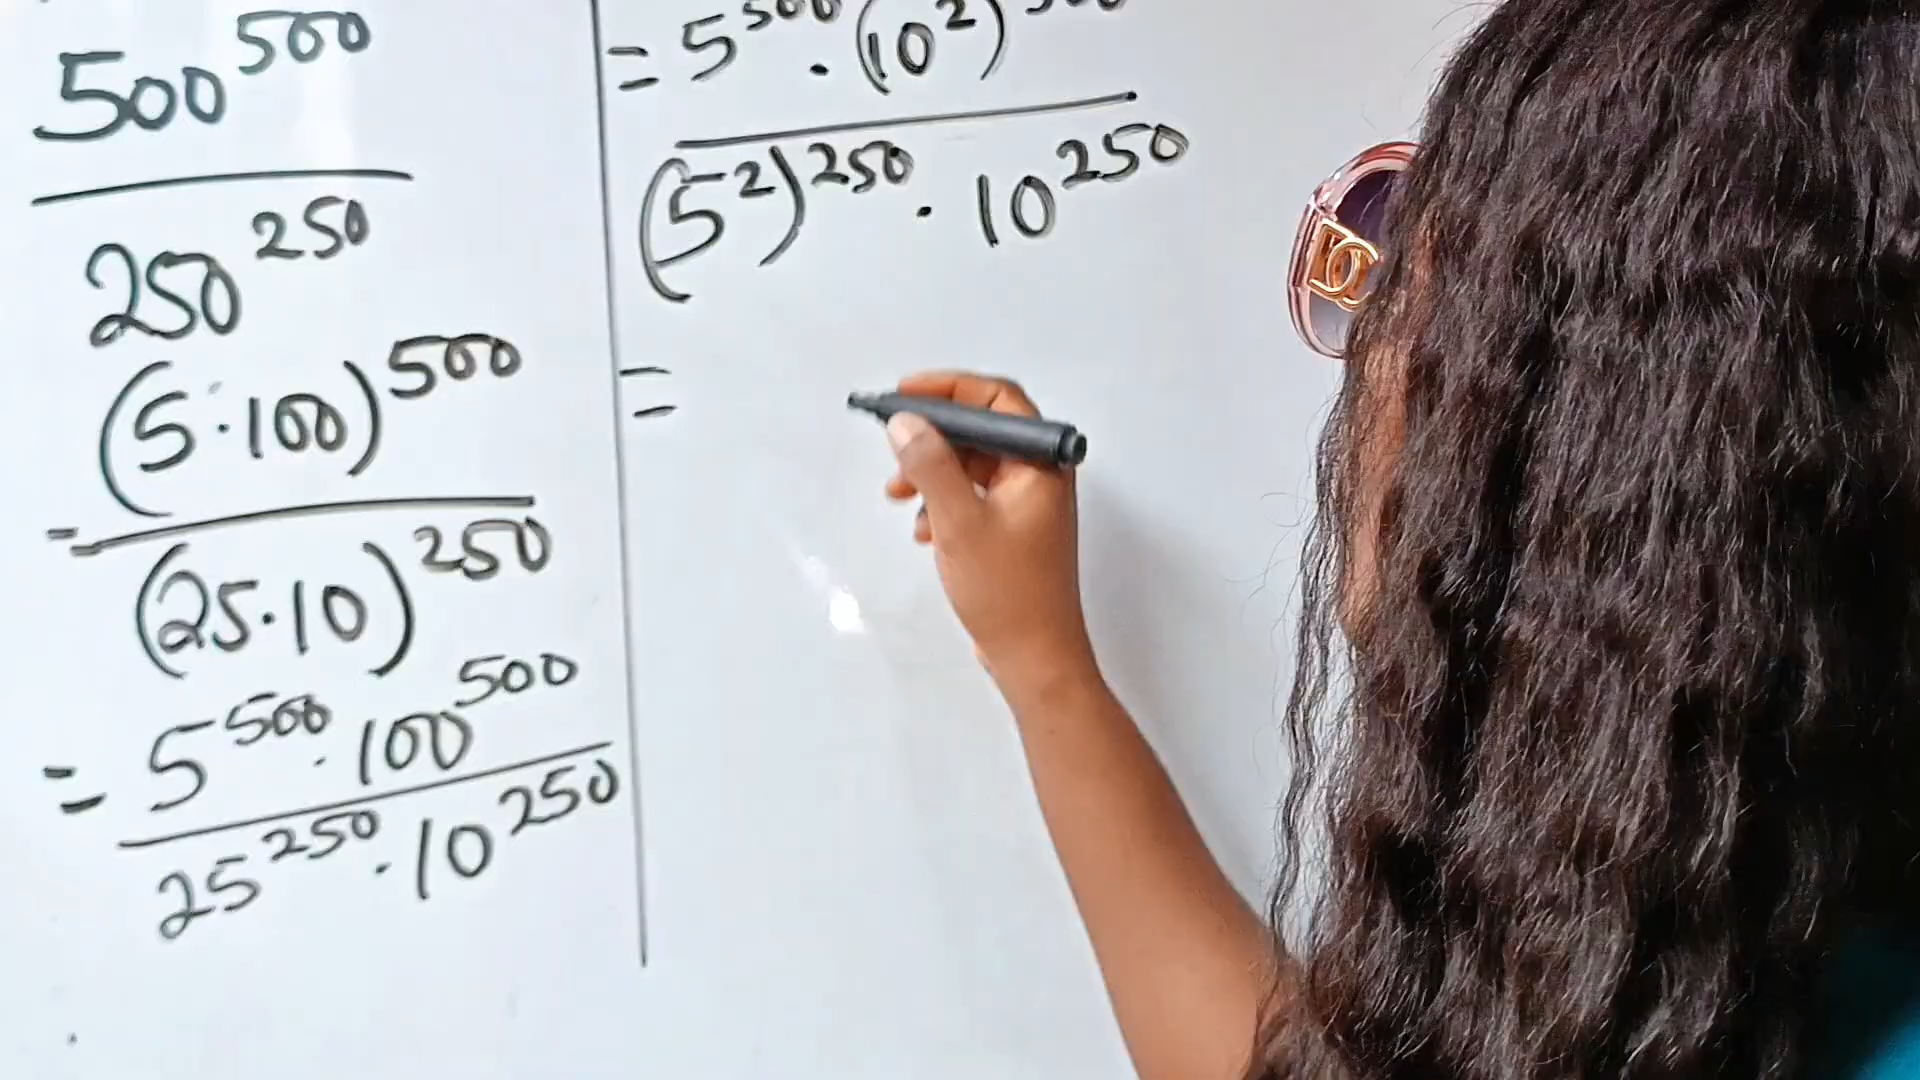 500^500
250^250
(5·100)^500
=
(25·10)^250
= 5^500 · 100^500
25^250 · 10^250
= 5^500 · (10^2)^500
(5^2)^250 · 10^250
=
DG